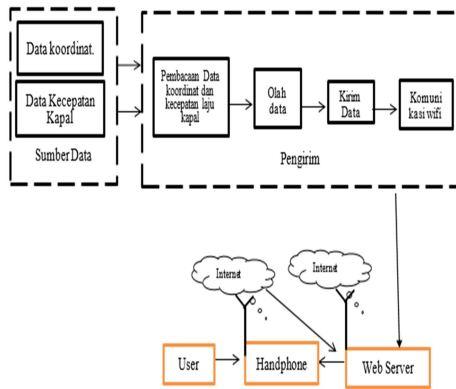 Data koordinat.
Data Kecepatan
Kapal
Sumber Data
Pembacaan Data
koordinat dan
kecepatan laju
kapal
Olah
data
Kirim
Data
Komuni
kasi wifi
Pengirim
Internet
Internet
User
Handphone
Web Server